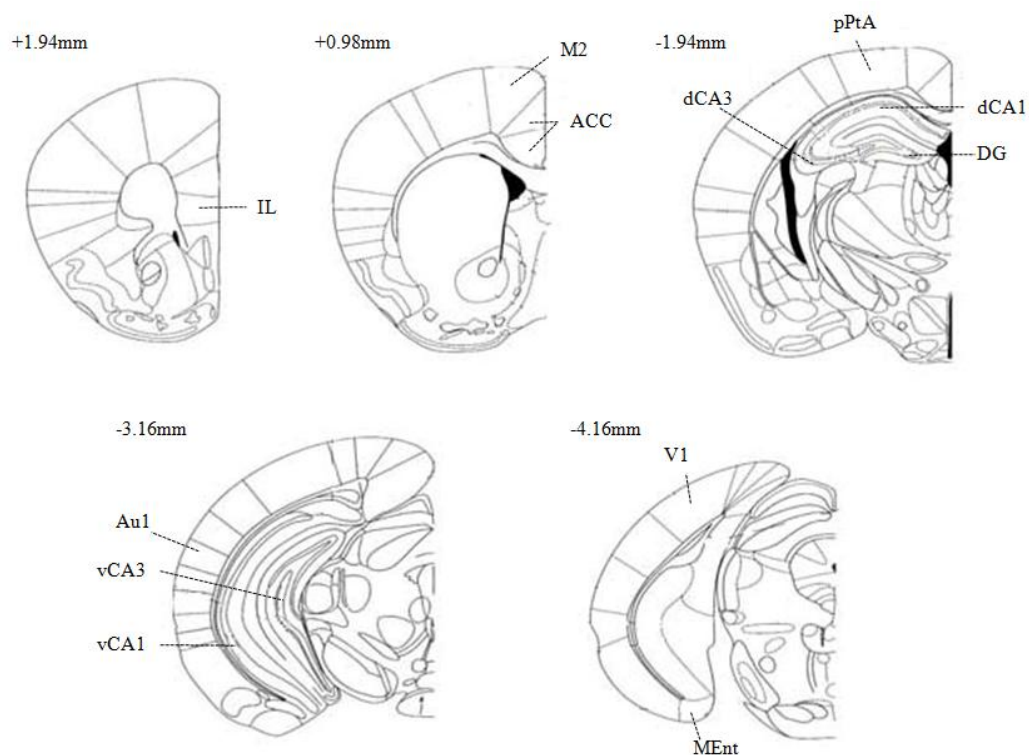 +1.94mm
+0.98mm
-1.94mm
pPtA
M2
dCA3
dCA1
ACC
DG
IL
-3.16mm
-4.16mm
V1
Au1
vCA3
vCA1
MEnt